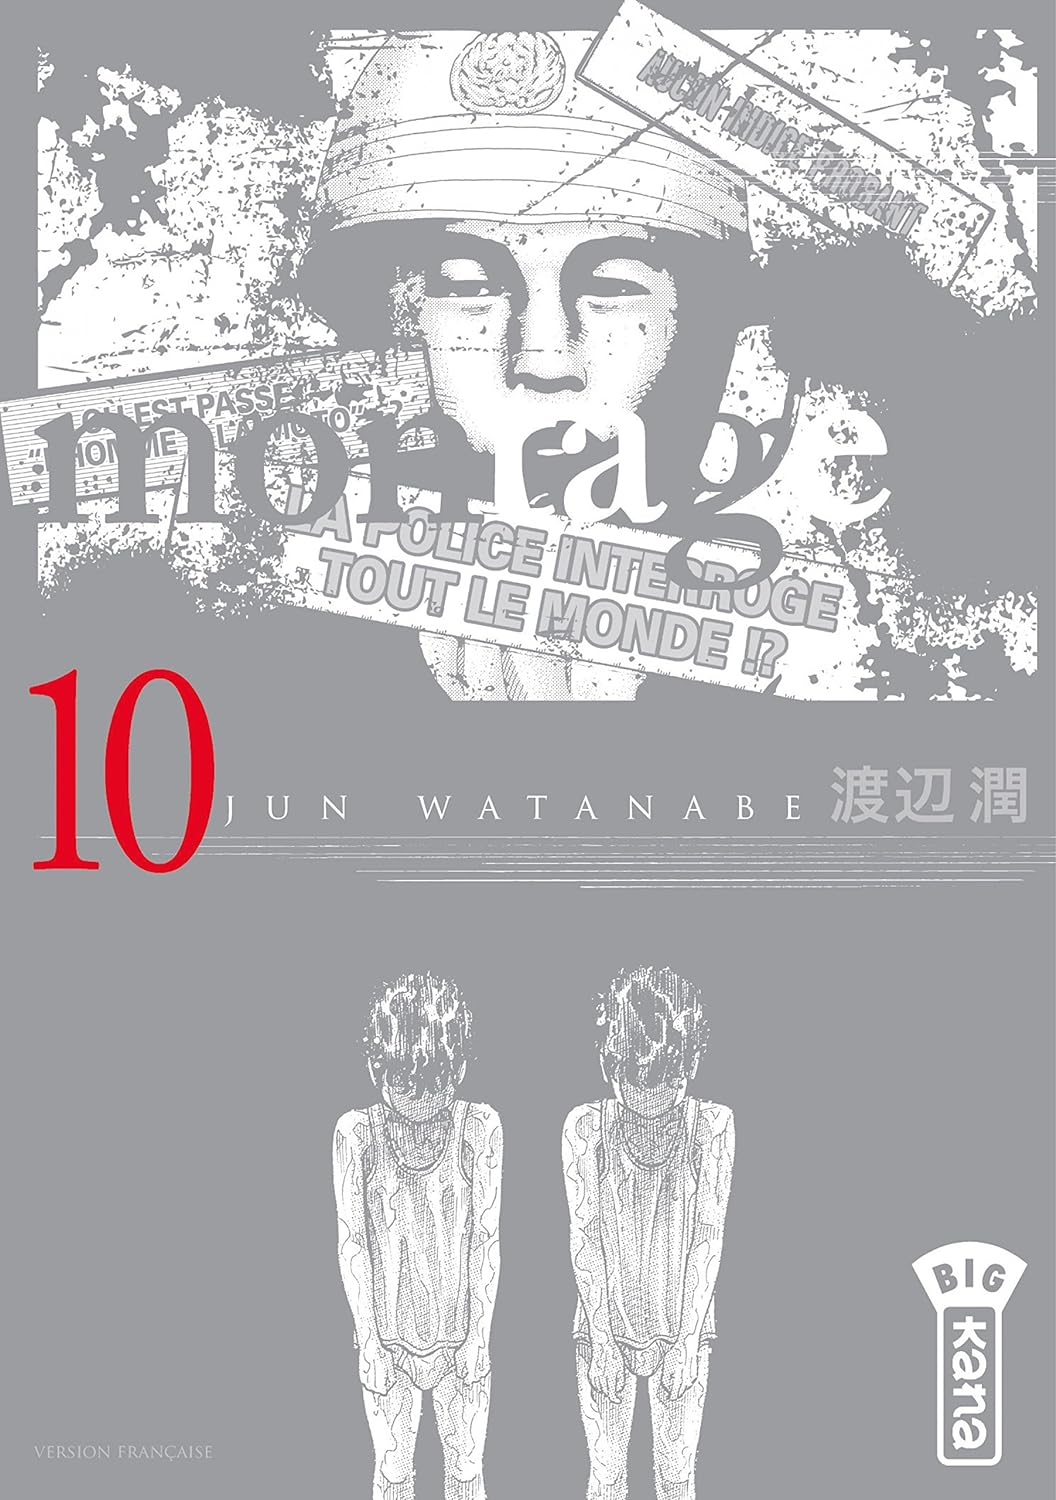 AUCUN INDICE PROBANT
OÙ EST PASSÉ
"L'HOMME À LA MOTO" ?
montage
LA POLICE INTERROGE
TOUT LE MONDE !?
10
JUN WATANABE 渡辺 潤
BIG
kana
VERSION FRANÇAISE